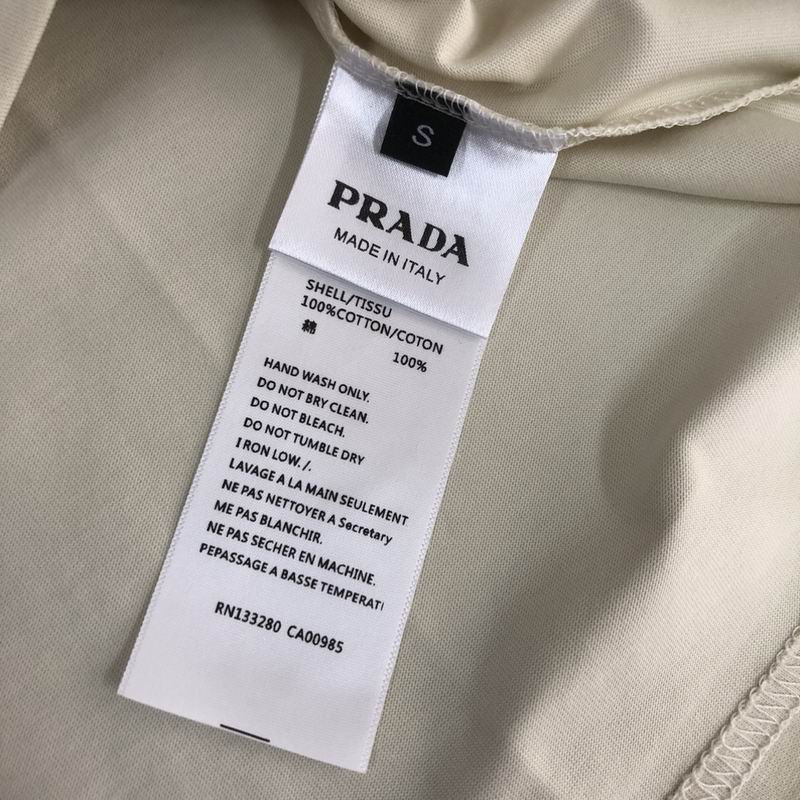 S
PRADA
MADE IN ITALY
SHELL/TISSU
100%COTTON/COTON
綿 100%
HAND WASH ONLY.
DO NOT BRY CLEAN.
DO NOT BLEACH.
DO NOT TUMBLE DRY
I RON LOW. /.
LAVAGE A LA MAIN SEULEMENT
NE PAS NETTOYER A Secretary
ME PAS BLANCHIR.
NE PAS SECHER EN MACHINE.
PEPASSAGE A BASSE TEMPERATI
RN133280 CA00985